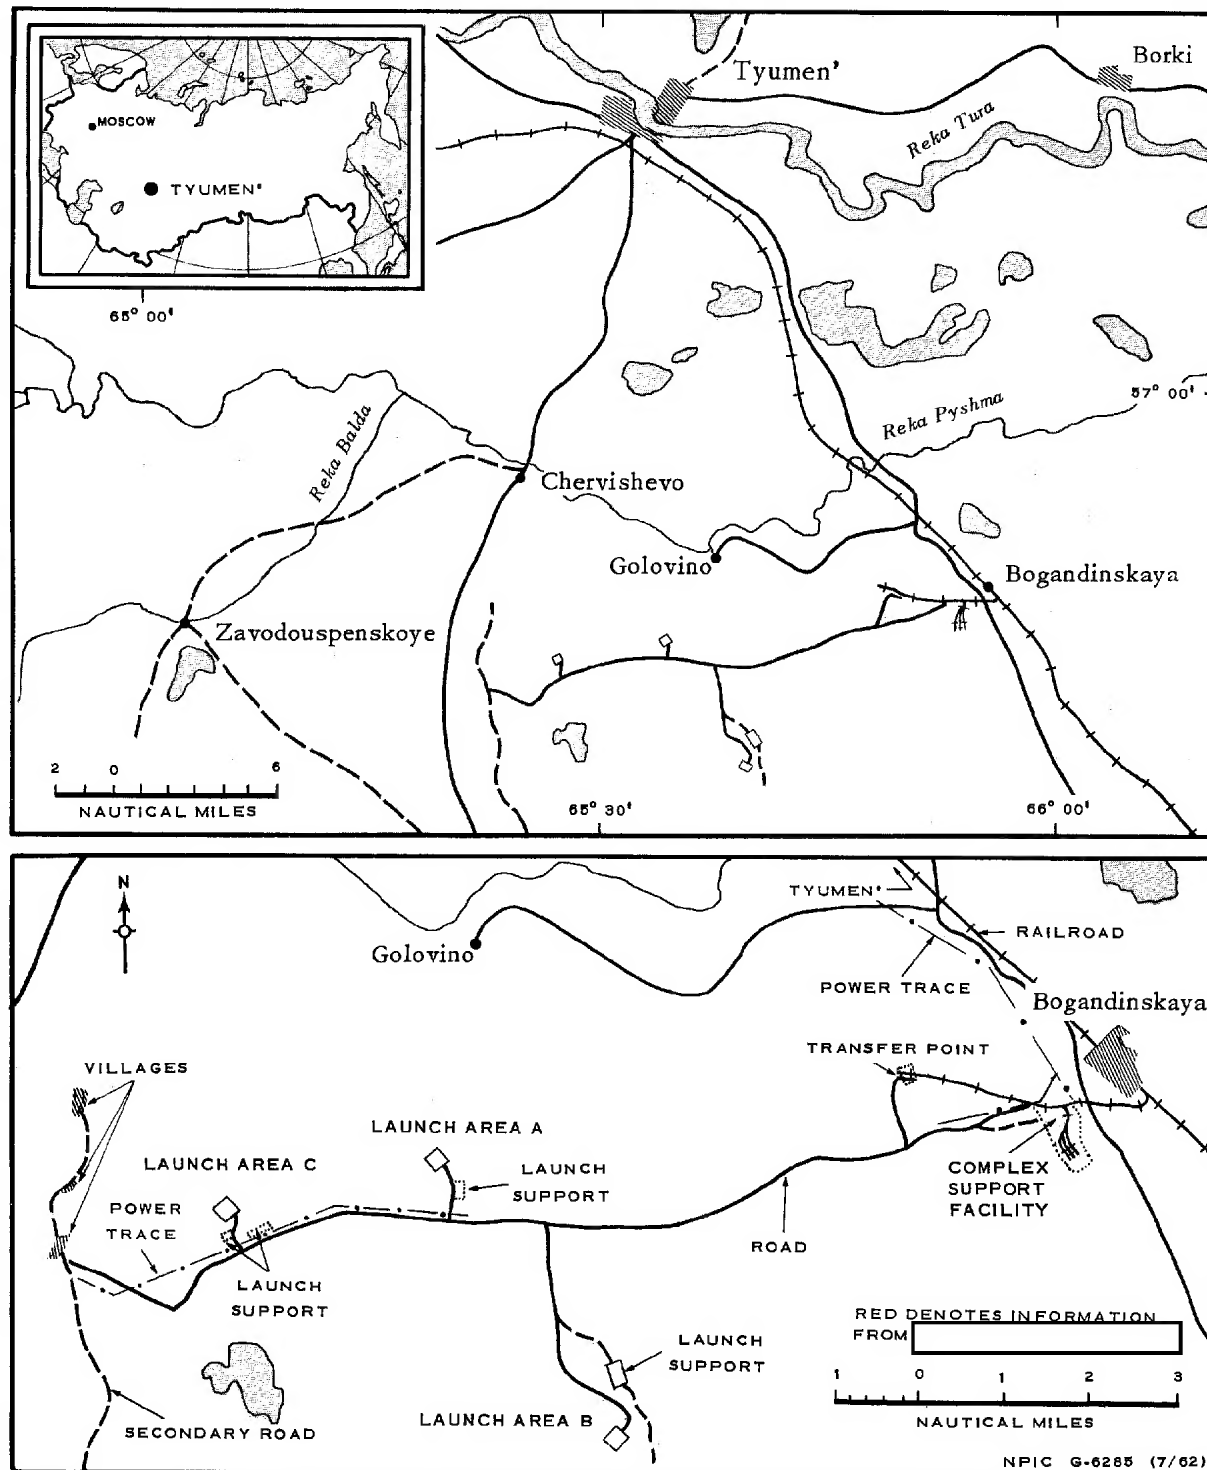 MOSCOW
TYUMEN'
65° 00'
Tyumen'
Borki
Reka Tura
57° 00'
Reka Pyshma
Reka Balda
Chervishevo
Golovino
Bogandinskaya
Zavodouspenskoye
2 0 6
NAUTICAL MILES
65° 30'
66° 00'
N
TYUMEN'
RAILROAD
Golovino
POWER TRACE
Bogandinskaya
TRANSFER POINT
VILLAGES
LAUNCH AREA A
LAUNCH AREA C
LAUNCH
SUPPORT
COMPLEX
SUPPORT
FACILITY
POWER
TRACE
ROAD
LAUNCH
SUPPORT
RED DENOTES INFORMATION
FROM
LAUNCH
SUPPORT
1 0 1 3
NAUTICAL MILES
LAUNCH AREA B
SECONDARY ROAD
NPIC G-6285 (7/62)